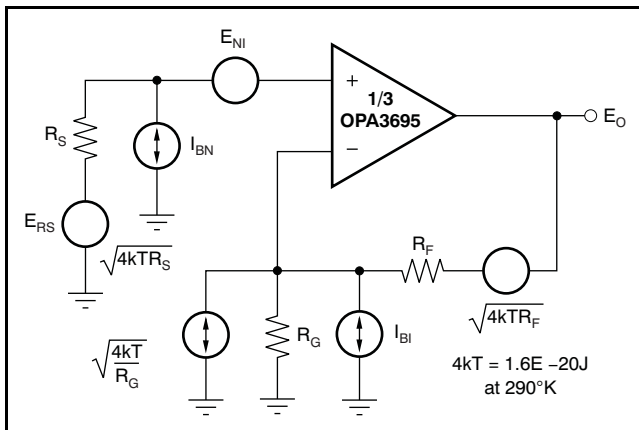 E_NI
1/3
OPA3695
+
−
E_O
R_S
I_BN
E_RS
√4kTR_S
R_F
√4kTR_F
√4kT/R_G
R_G
I_BI
4kT = 1.6E −20J
at 290°K